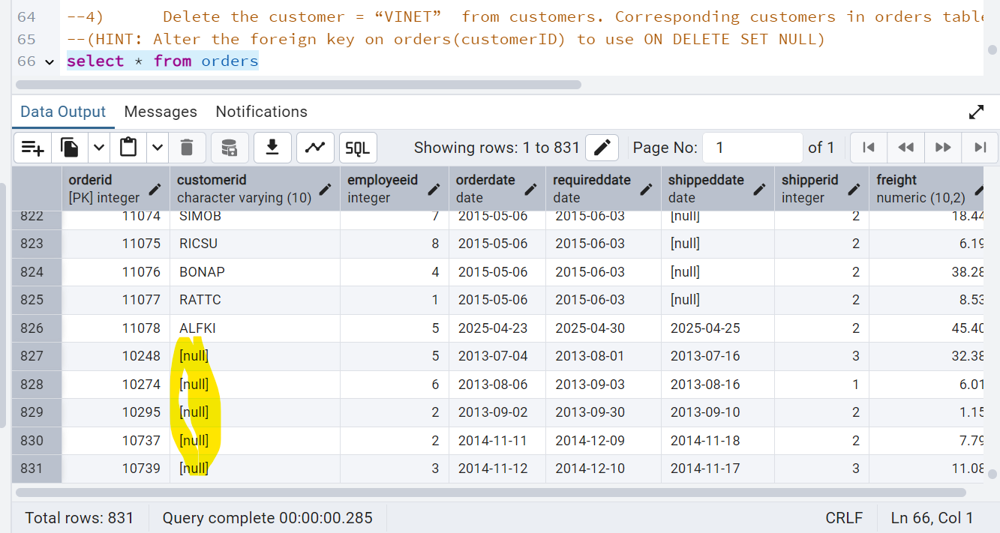 64 --4) Delete the customer = “VINET” from customers. Corresponding customers in orders table
65 --(HINT: Alter the foreign key on orders(customerID) to use ON DELETE SET NULL)
66 select * from orders
Data Output Messages Notifications
SQL Showing rows: 1 to 831 Page No: 1 of 1
orderid customerid employeeid orderdate requireddate shippeddate shipperid freight
[PK] integer character varying (10) integer date date date integer numeric (10,2)
822 11074 SIMOB 7 2015-05-06 2015-06-03 [null] 2 18.44
823 11075 RICSU 8 2015-05-06 2015-06-03 [null] 2 6.19
824 11076 BONAP 4 2015-05-06 2015-06-03 [null] 2 38.28
825 11077 RATTC 1 2015-05-06 2015-06-03 [null] 2 8.53
826 11078 ALFKI 5 2025-04-23 2025-04-30 2025-04-25 2 45.40
827 10248 [null] 5 2013-07-04 2013-08-01 2013-07-16 3 32.38
828 10274 [null] 6 2013-08-06 2013-09-03 2013-08-16 1 6.01
829 10295 [null] 2 2013-09-02 2013-09-30 2013-09-10 2 1.15
830 10737 [null] 2 2014-11-11 2014-12-09 2014-11-18 2 7.79
831 10739 [null] 3 2014-11-12 2014-12-10 2014-11-17 3 11.08
Total rows: 831 Query complete 00:00:00.285 CRLF Ln 66, Col 1